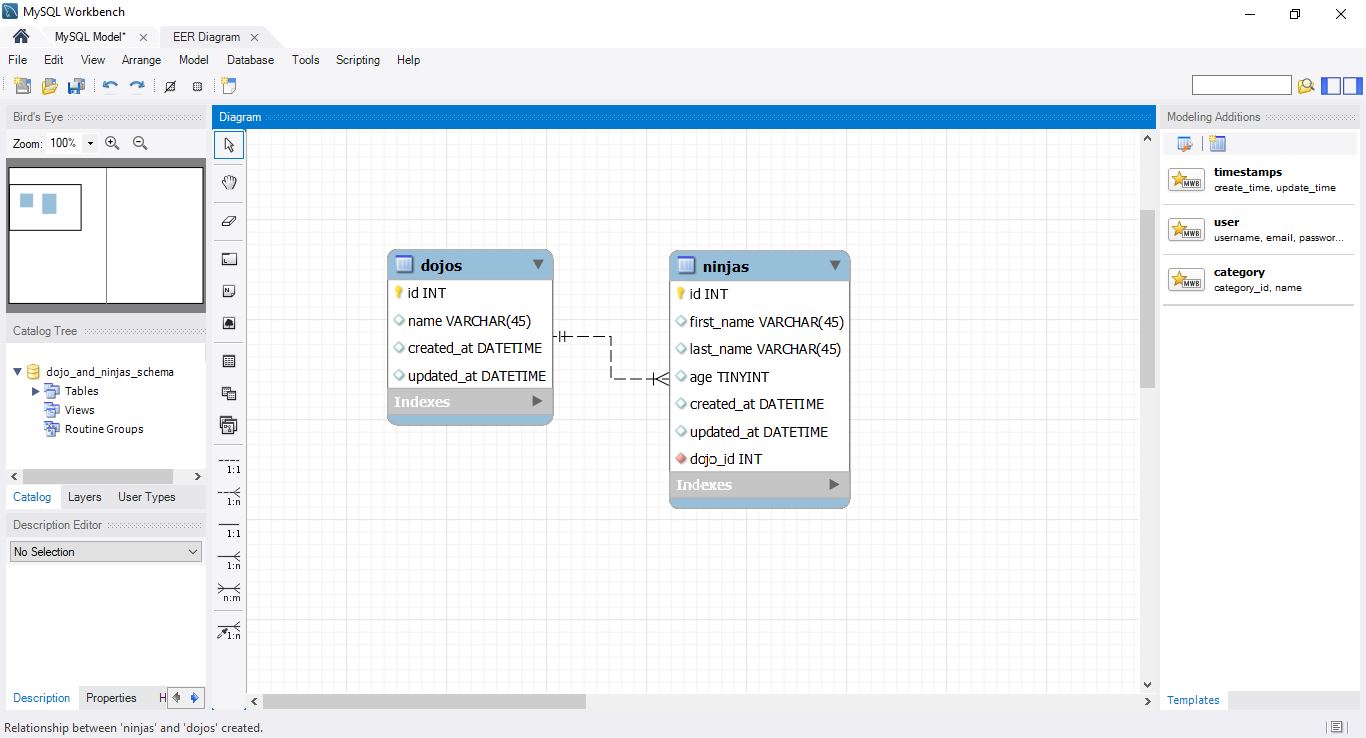 MySQL Workbench
MySQL Model*
EER Diagram
File Edit View Arrange Model Database Tools Scripting Help
Bird's Eye
Zoom: 100%
Catalog Tree
dojo_and_ninjas_schema
Tables
Views
Routine Groups
Catalog Layers User Types
Description Editor
No Selection
Description Properties H
Diagram
1:1
1:n
1:1
1:n
n:m
1:n
dojos
id INT
name VARCHAR(45)
created_at DATETIME
updated_at DATETIME
Indexes
ninjas
id INT
first_name VARCHAR(45)
last_name VARCHAR(45)
age TINYINT
created_at DATETIME
updated_at DATETIME
dojo_id INT
Indexes
Modeling Additions
MWB
timestamps
create_time, update_time
MWB
user
username, email, passwor...
MWB
category
category_id, name
Templates
Relationship between 'ninjas' and 'dojos' created.